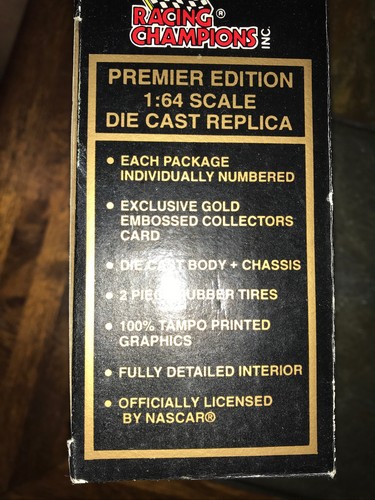 RACING ®
CHAMPIONS INC.
PREMIER EDITION
1:64 SCALE
DIE CAST REPLICA
• EACH PACKAGE
INDIVIDUALLY NUMBERED
• EXCLUSIVE GOLD
EMBOSSED COLLECTORS
CARD
• DIE CAST BODY + CHASSIS
• 2 PIECE RUBBER TIRES
• 100% TAMPO PRINTED
GRAPHICS
• FULLY DETAILED INTERIOR
• OFFICIALLY LICENSED
BY NASCAR®